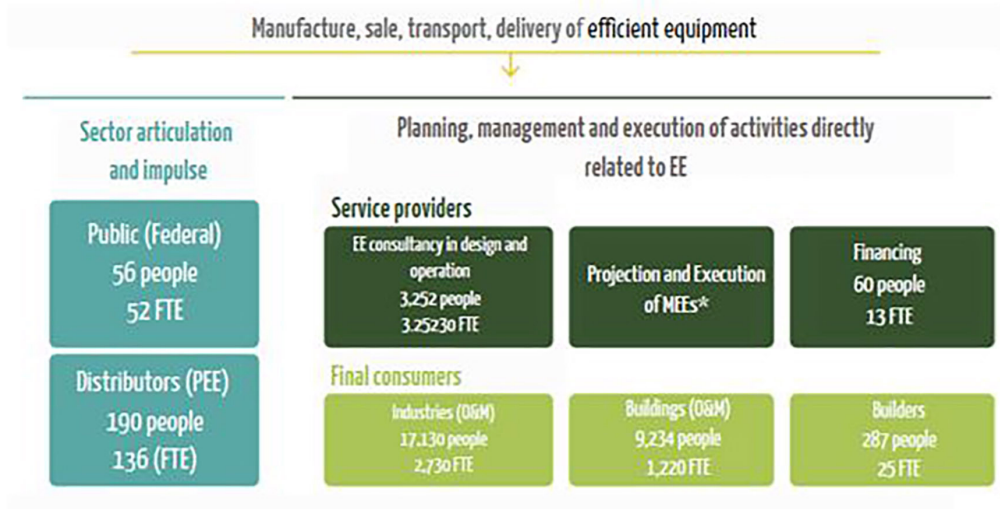 Manufacture, sale, transport, delivery of efficient equipment
Sector articulation
and impulse
Public (Federal)
56 people
52 FTE
Distributors (PEE)
190 people
136 (FTE)
Planning, management and execution of activities directly
related to EE
Service providers
EE consultancy in design and
operation
3,252 people
3.25230 FTE
Projection and Execution
of MEEs*
Financing
60 people
13 FTE
Final consumers
Industries (O&M)
17,130 people
2,730 FTE
Buildings (O&M)
9,234 people
1,220 FTE
Builders
287 people
25 FTE